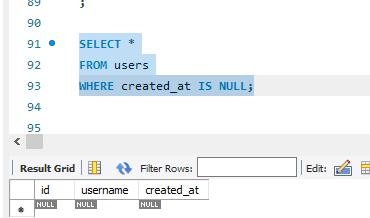 89
;
90
91 SELECT *
92 FROM users
93 WHERE created_at IS NULL;
94
95
Result Grid Filter Rows: Edit:
id username created_at
* NULL NULL NULL